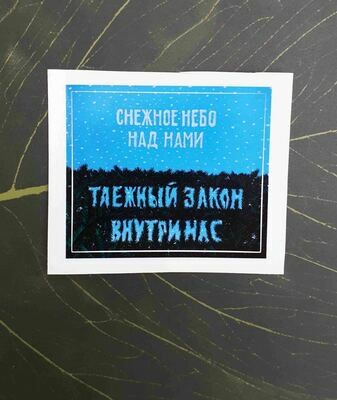 СНЕЖНОЕ НЕБО
НАД НАМИ
ТАЕЖНЫЙ ЗАКОН
ВНУТРИ НАС